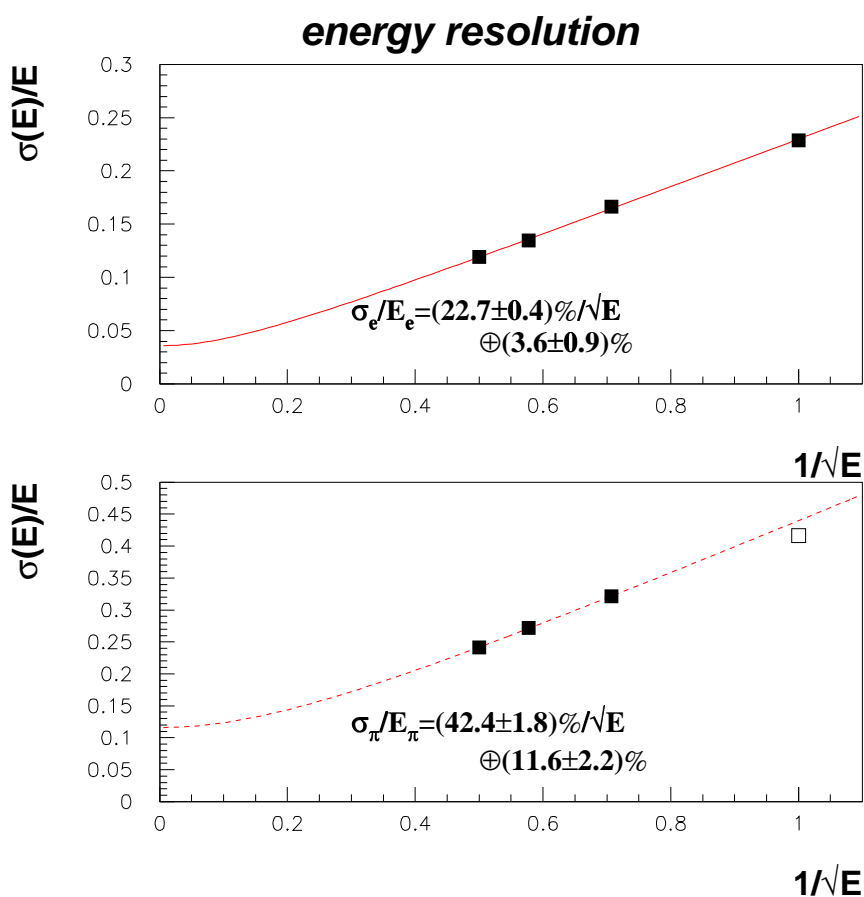 energy resolution
σ(E)/E
0.3
0.25
0.2
0.15
0.1
0.05
0
σe/Ee=(22.7±0.4)%/√E
⊕(3.6±0.9)%
0 0.2 0.4 0.6 0.8 1
1/√E
σ(E)/E
0.5
0.45
0.4
0.35
0.3
0.25
0.2
0.15
0.1
0.05
0
σπ/Eπ=(42.4±1.8)%/√E
⊕(11.6±2.2)%
0 0.2 0.4 0.6 0.8 1
1/√E